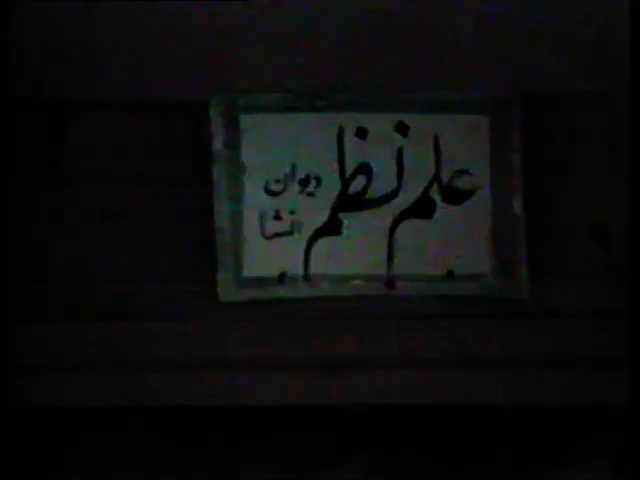 علم نظم
دیوان
انشا